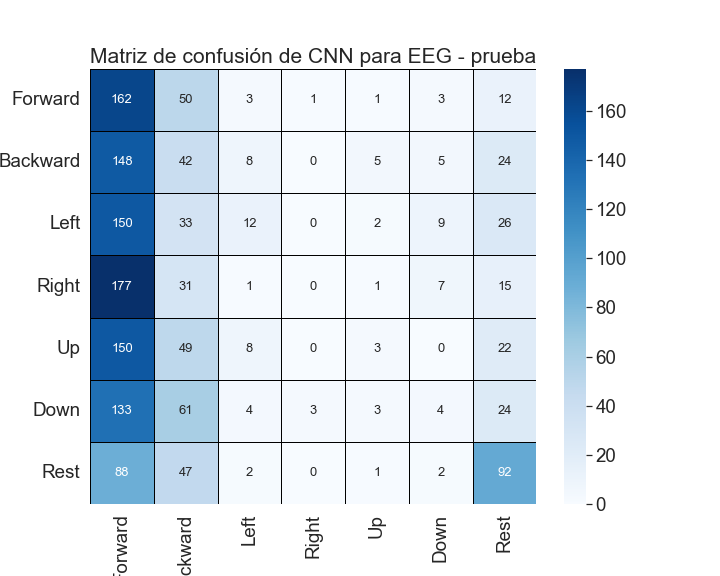 Matriz de confusión de CNN para EEG - prueba
Forward 162 50 3 1 1 3 12
Backward 148 42 8 0 5 5 24
Left 150 33 12 0 2 9 26
Right 177 31 1 0 1 7 15
Up 150 49 8 0 3 0 22
Down 133 61 4 3 3 4 24
Rest 88 47 2 0 1 2 92
Forward ckward Left Right Up Down Rest
160
140
120
100
80
60
40
20
0